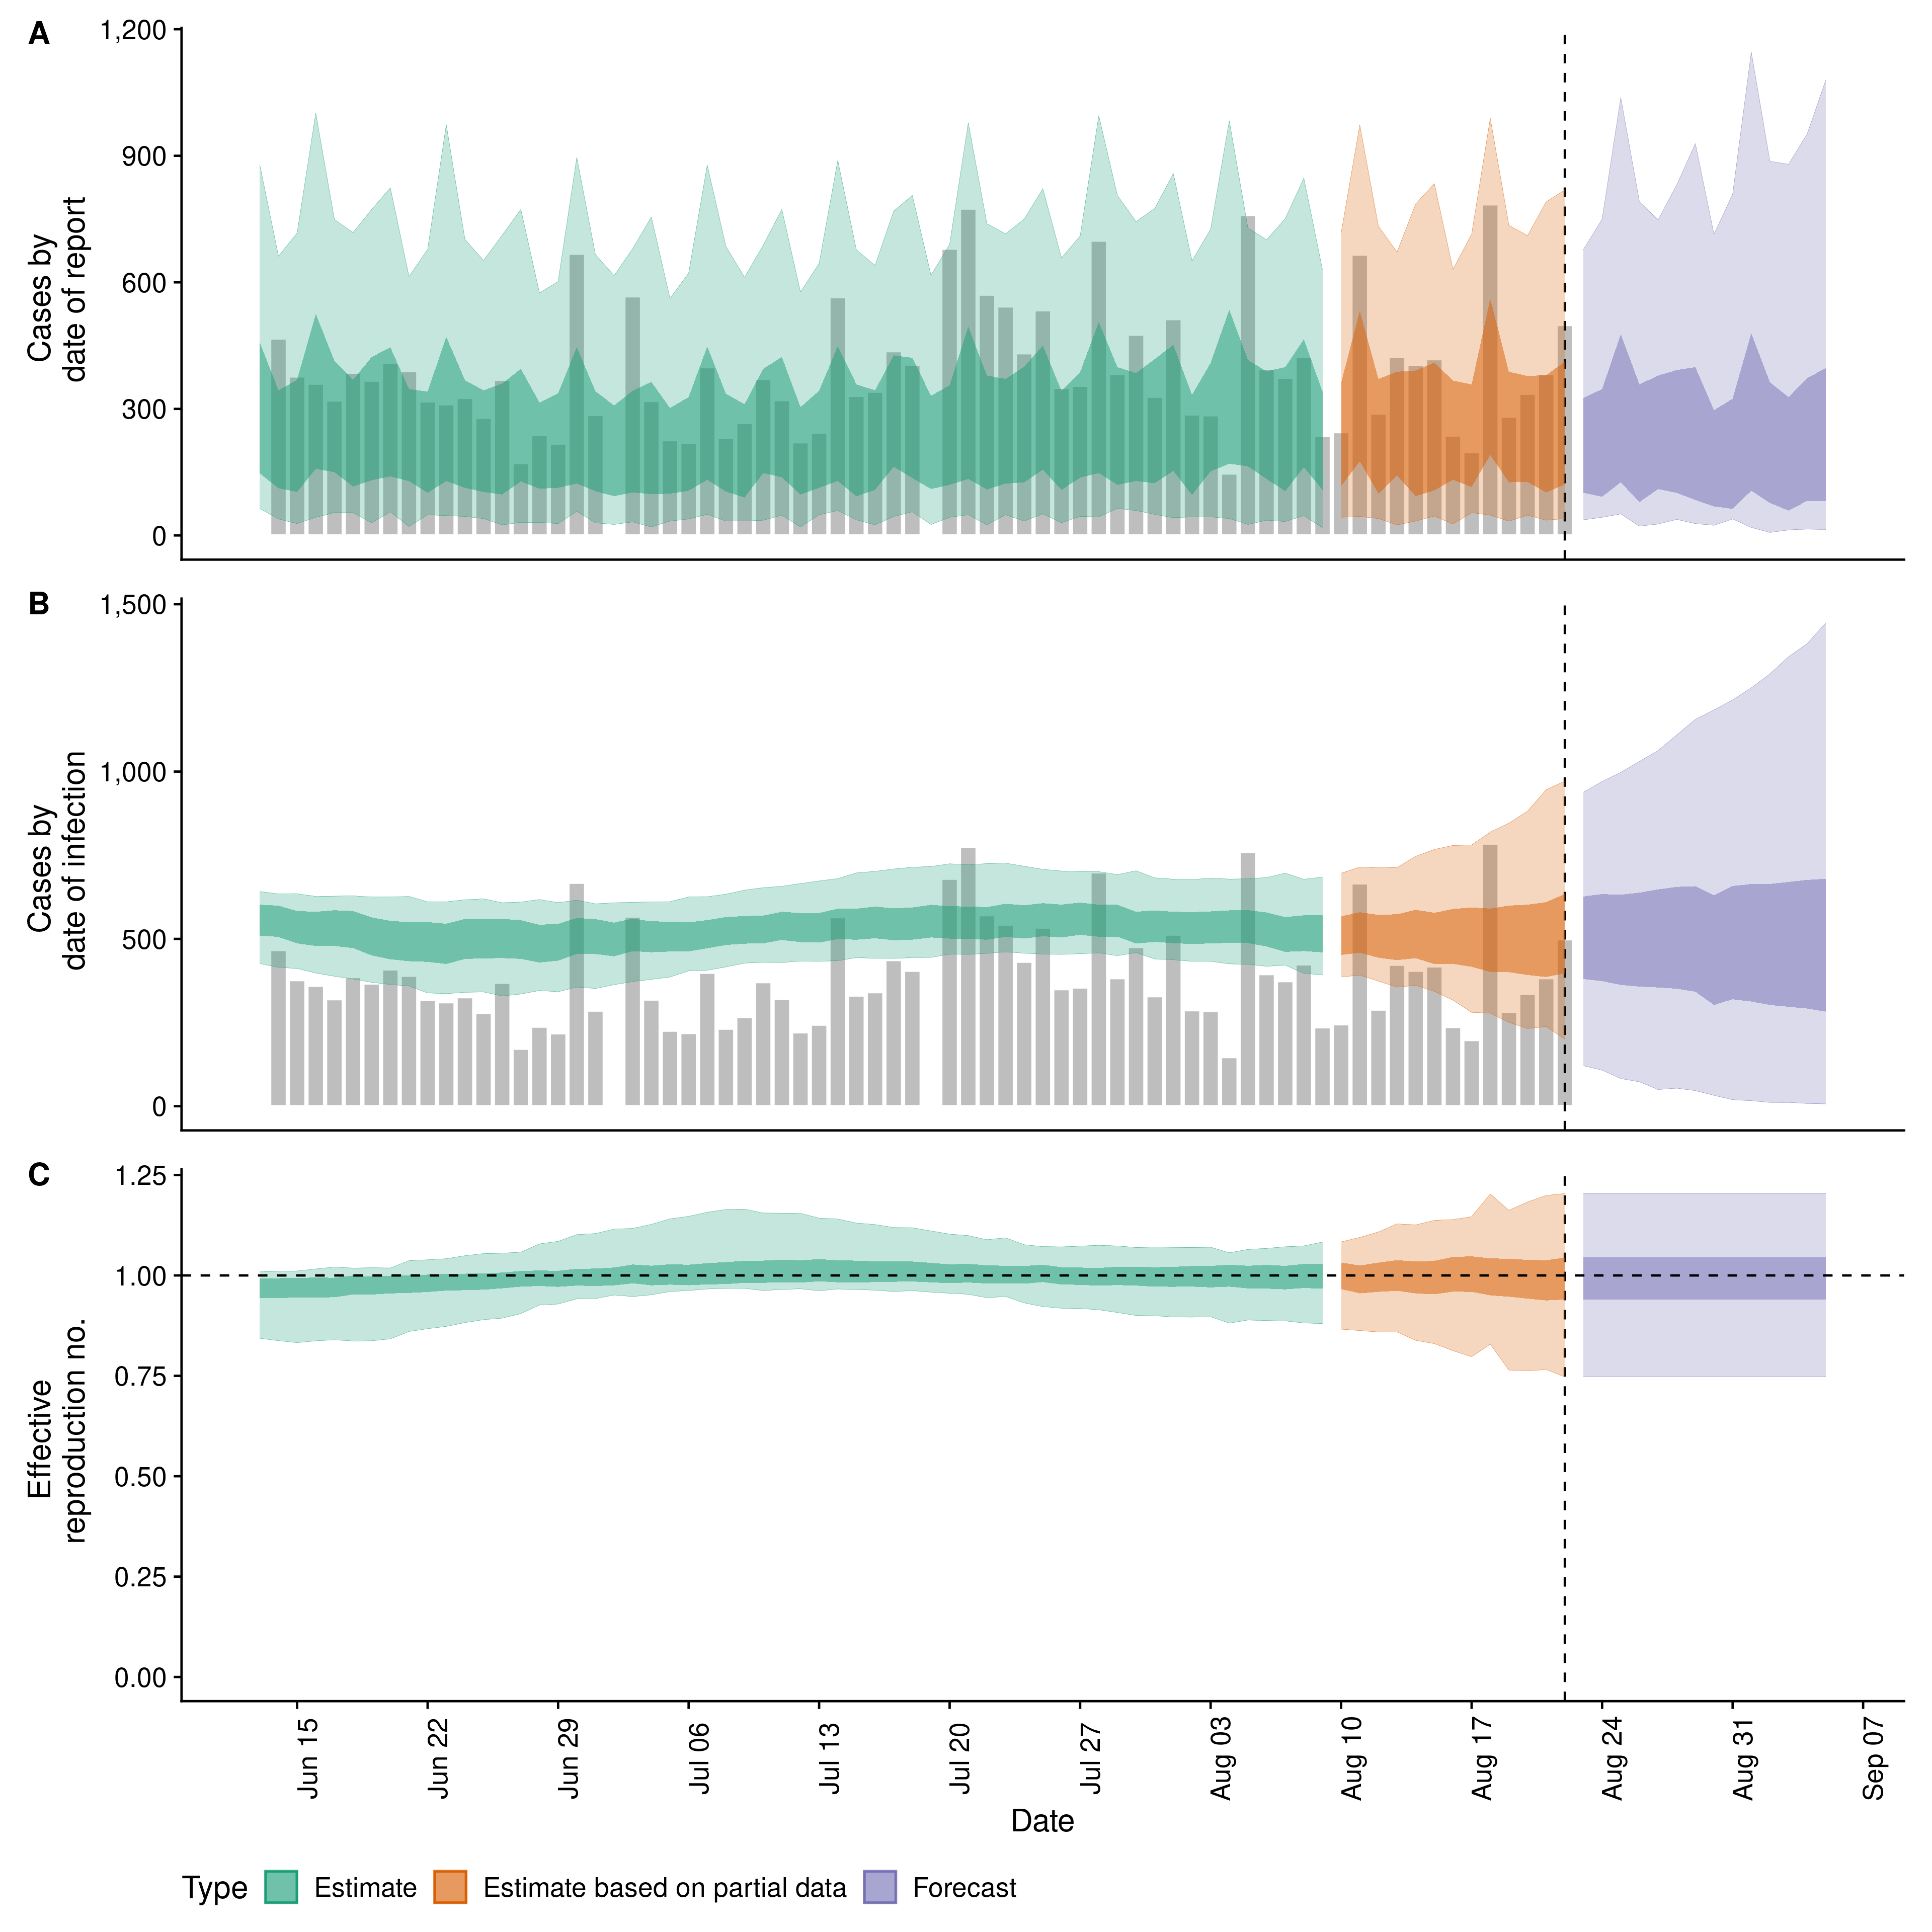 A
1,200
900
600
300
0
Cases by
date of report
B
1,500
1,000
500
0
Cases by
date of infection
C
1.25
1.00
0.75
0.50
0.25
0.00
Effective
reproduction no.
Jun 15
Jun 22
Jun 29
Jul 06
Jul 13
Jul 20
Jul 27
Aug 03
Aug 10
Aug 17
Aug 24
Aug 31
Sep 07
Date
Type Estimate Estimate based on partial data Forecast